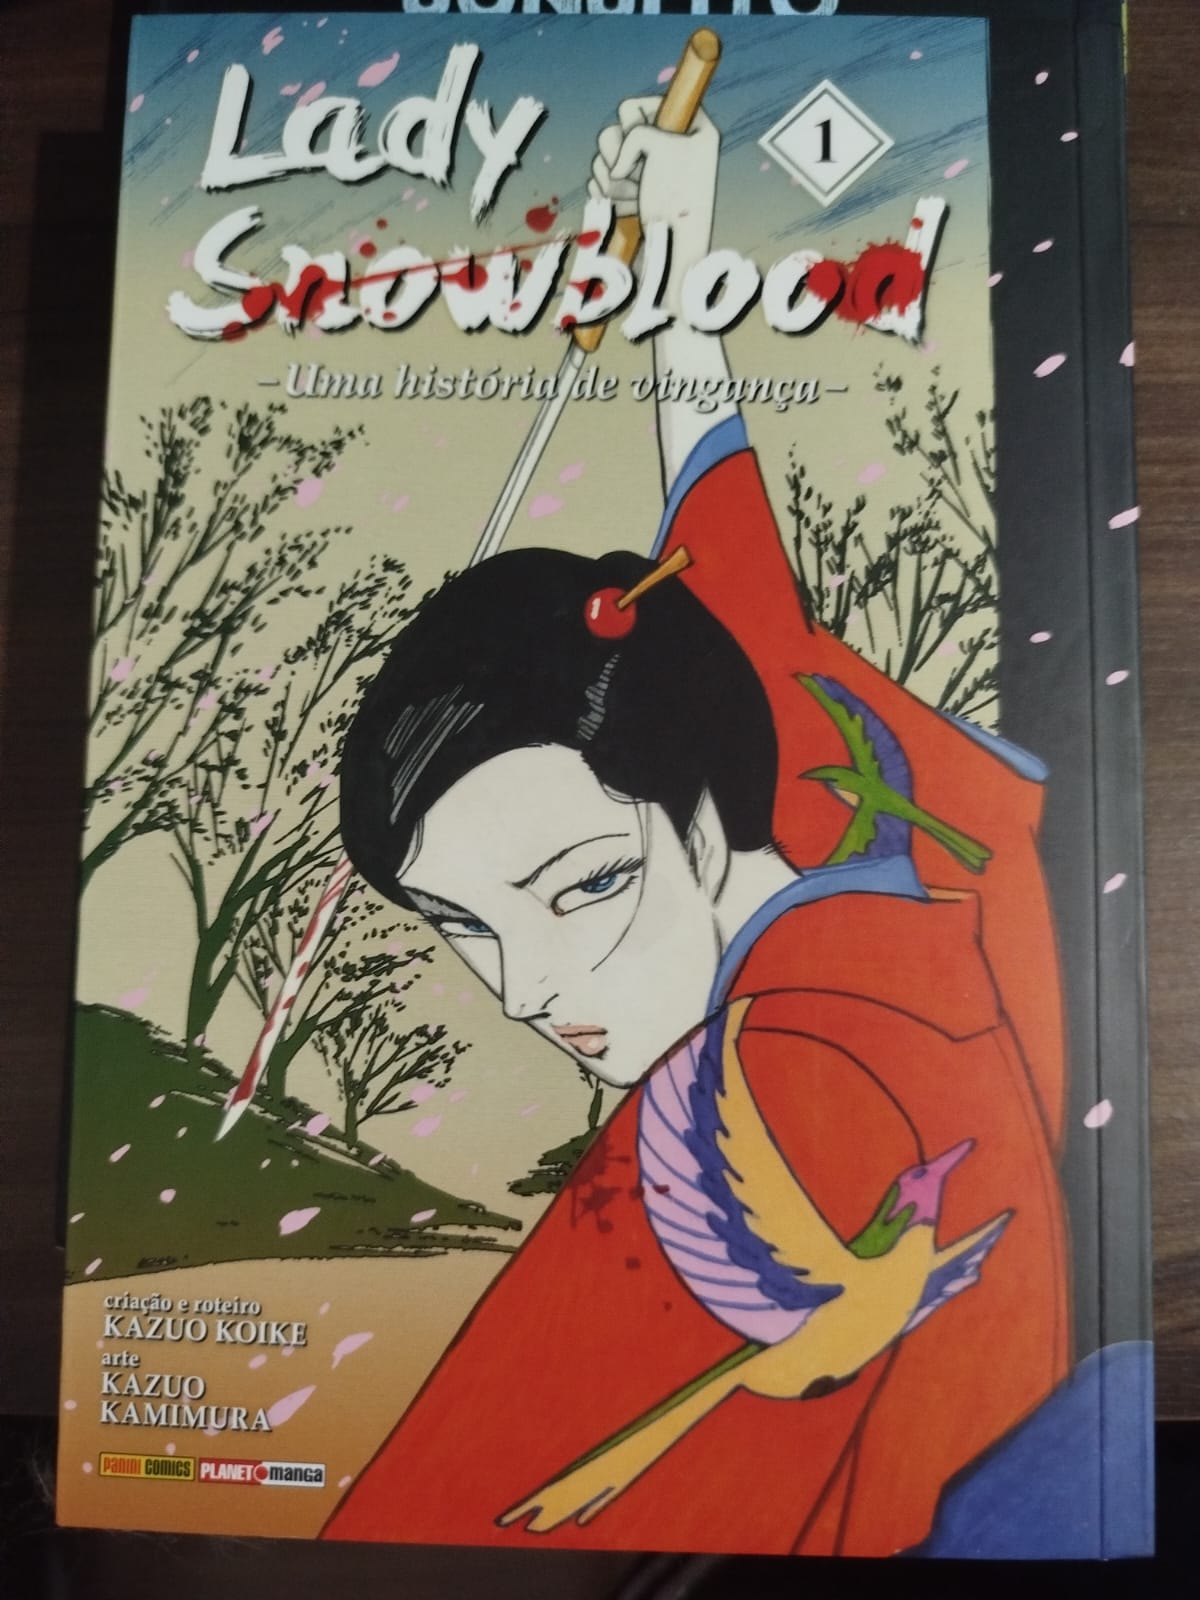 Lady
Snowblood
1
-Uma história de vingança-
criação e roteiro
KAZUO KOIKE
arte
KAZUO
KAMIMURA
PANINI COMICS PLANET manga